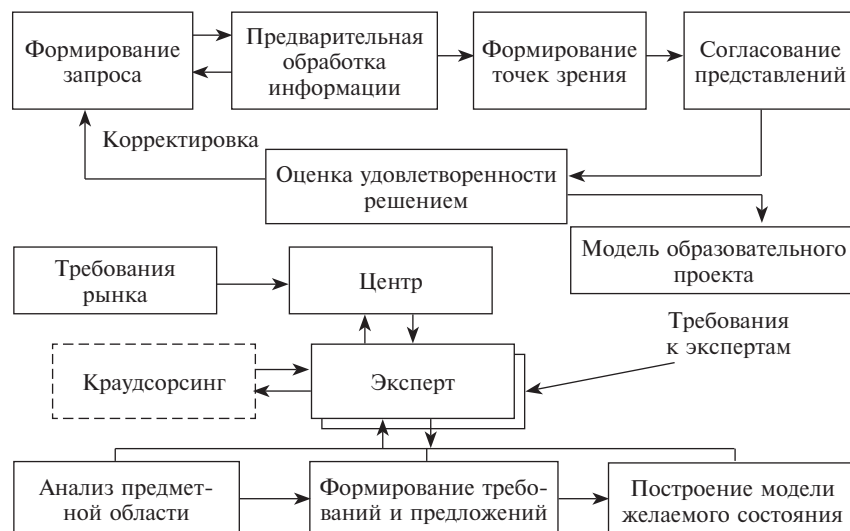 Формирование
запроса
Предварительная
обработка
информации
Формирование
точек зрения
Согласование
представлений
Корректировка
Оценка удовлетворенности
решением
Модель образовательного
проекта
Требования
рынка
Центр
Требования
к экспертам
Краудсорсинг
Эксперт
Анализ предмет-
ной области
Формирование требо-
ваний и предложений
Построение модели
желаемого состояния